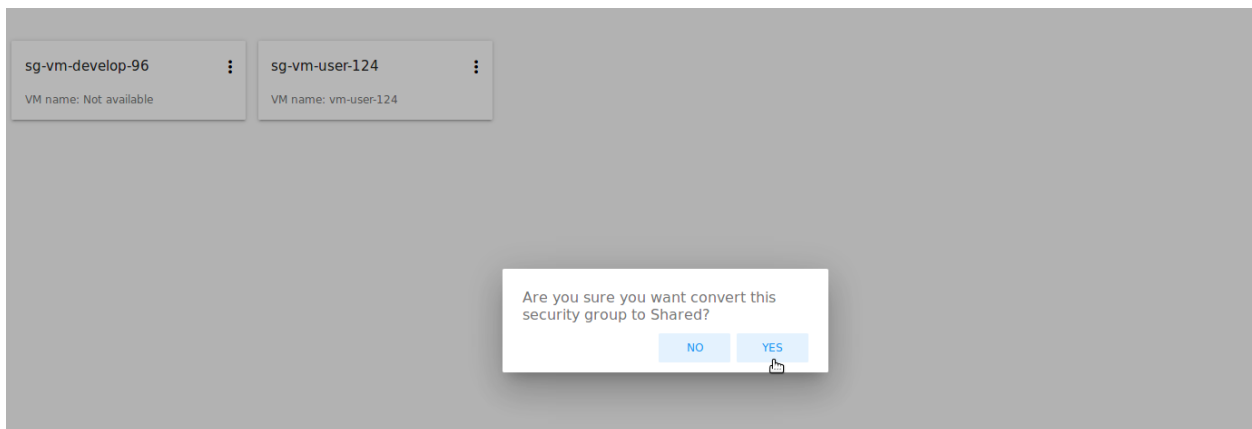 sg-vm-develop-96
VM name: Not available
sg-vm-user-124
VM name: vm-user-124
Are you sure you want convert this
security group to Shared?
NO
YES